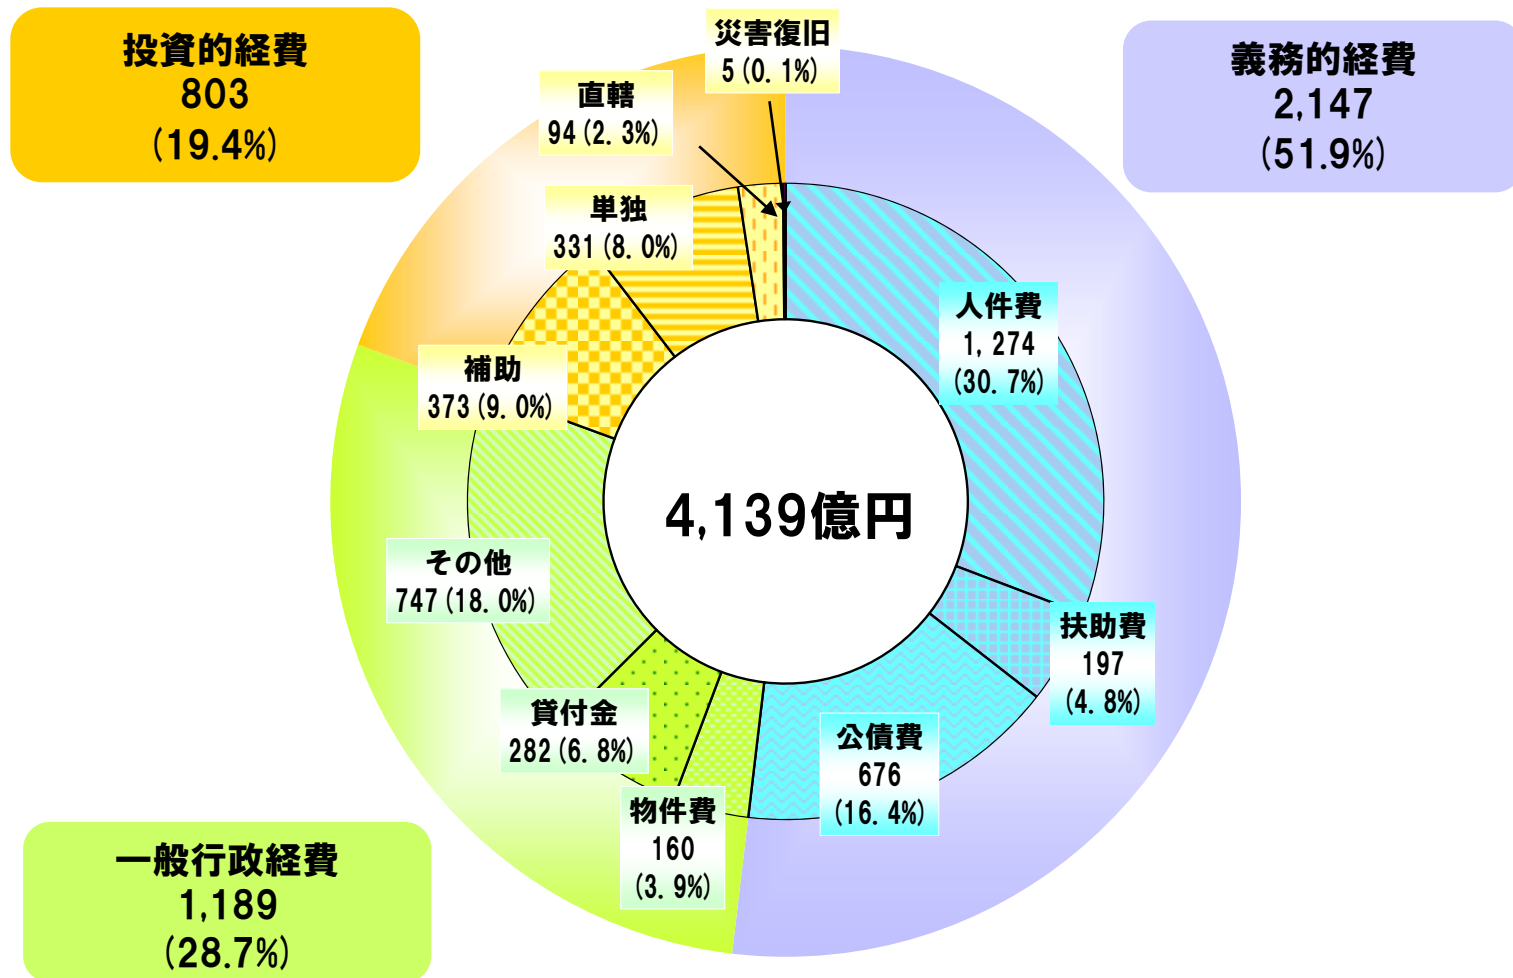 投資的経費
803
(19.4%)
災害復旧
5(0.1%)
直轄
94(2.3%)
単独
331(8.0%)
補助
373(9.0%)
義務的経費
2,147
(51.9%)
人件費
1,274
(30.7%)
扶助費
197
(4.8%)
公債費
676
(16.4%)
4,139億円
その他
747(18.0%)
貸付金
282(6.8%)
物件費
160
(3.9%)
一般行政経費
1,189
(28.7%)